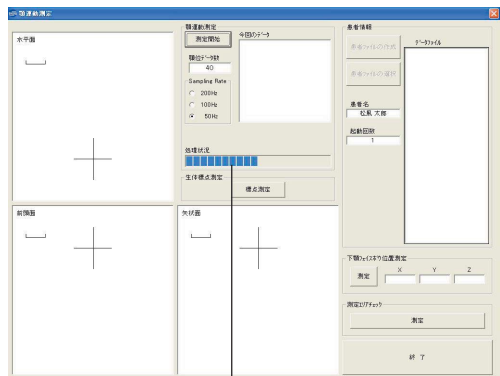 顎運動測定
水平面
顎運動測定
測定開始
今回のデータ
顎位データ数
40
Sampling Rate
200Hz
100Hz
50Hz
処理状況
生体標点測定
標点測定
前頭面
矢状面
患者情報
患者ファイルの作成
患者ファイルの選択
データファイル
患者名
松風 太郎
起動回数
1
下顎フェイスボウ位置測定
測定
X
Y
Z
測定エリアチェック
測定
終 了